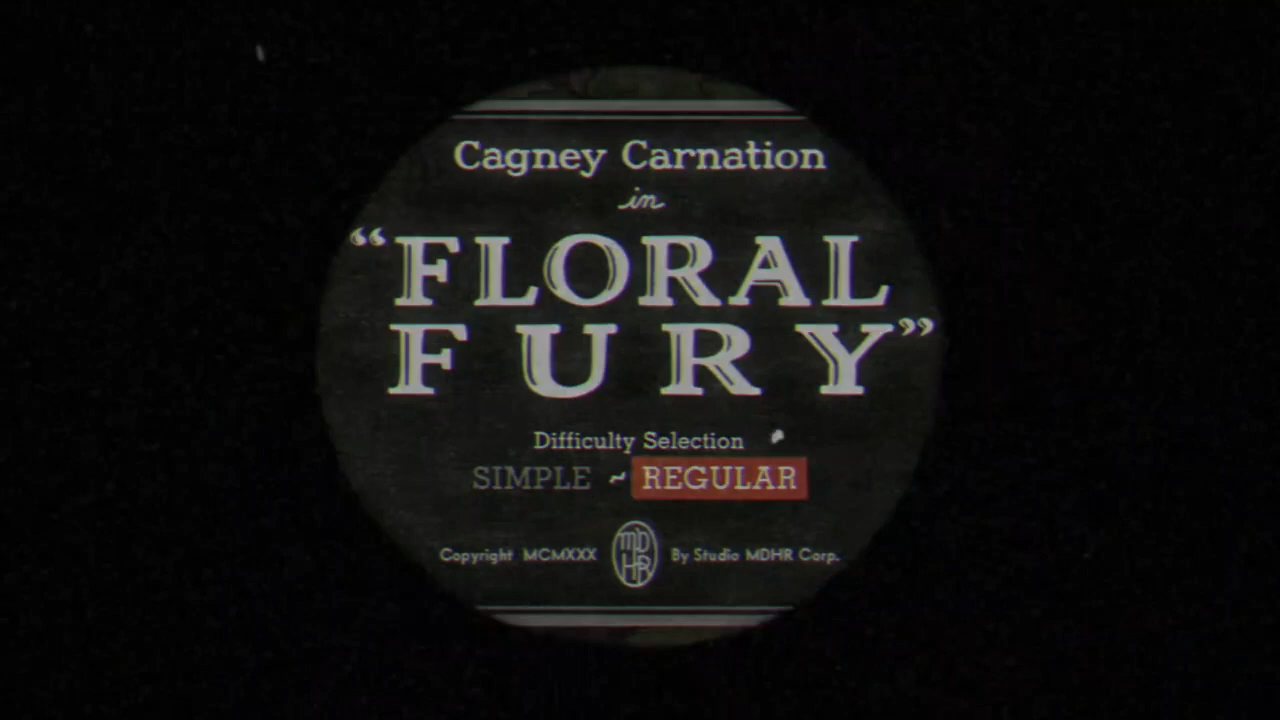 Cagney Carnation
in
“FLORAL
FURY”
Difficulty Selection
SIMPLE ~ REGULAR
Copyright MCMXXX MDHR By Studio MDHR Corp.